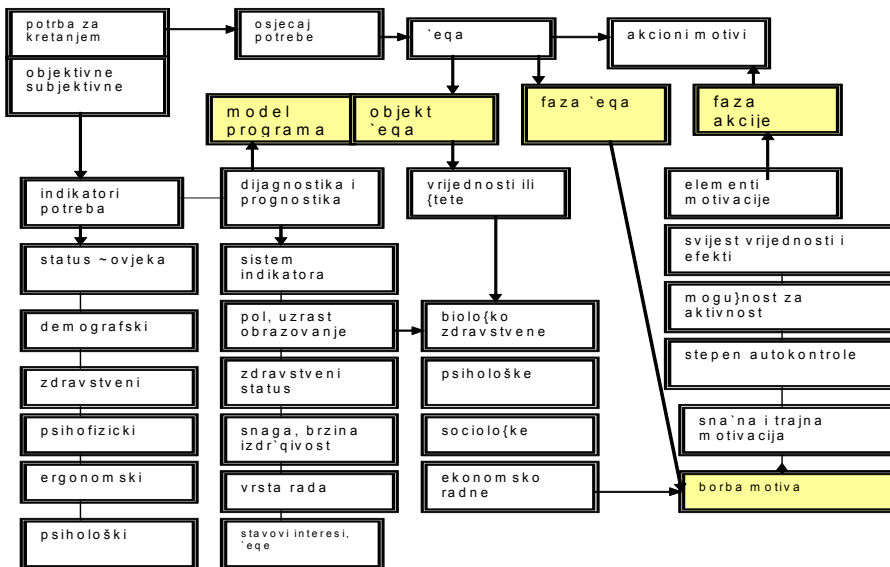 potrba za
kretanjem
osjecaj
potrebe
`eqa
akcioni motivi
objektivne
subjektivne
model
programa
objekt
`eqa
faza `eqa
faza
akcije
indikatori
potreba
dijagnostika i
prognostika
vrijednosti ili
{tete
elementi
motivacije
status ~ovjeka
sistem
indikatora
svijest vrijednosti i
efekti
demografski
pol, uzrast
obrazovanje
biolo{ko
zdravstvene
mogu}nost za
aktivnost
zdravstveni
zdravstveni
status
psihološke
stepen autokontrole
psihofizicki
snaga, brzina
izdr`qivost
sociolo{ke
sna`na i trajna
motivacija
ergonomski
vrsta rada
ekonomsko
radne
borba motiva
psihološki
stavovi interesi,
`eqe